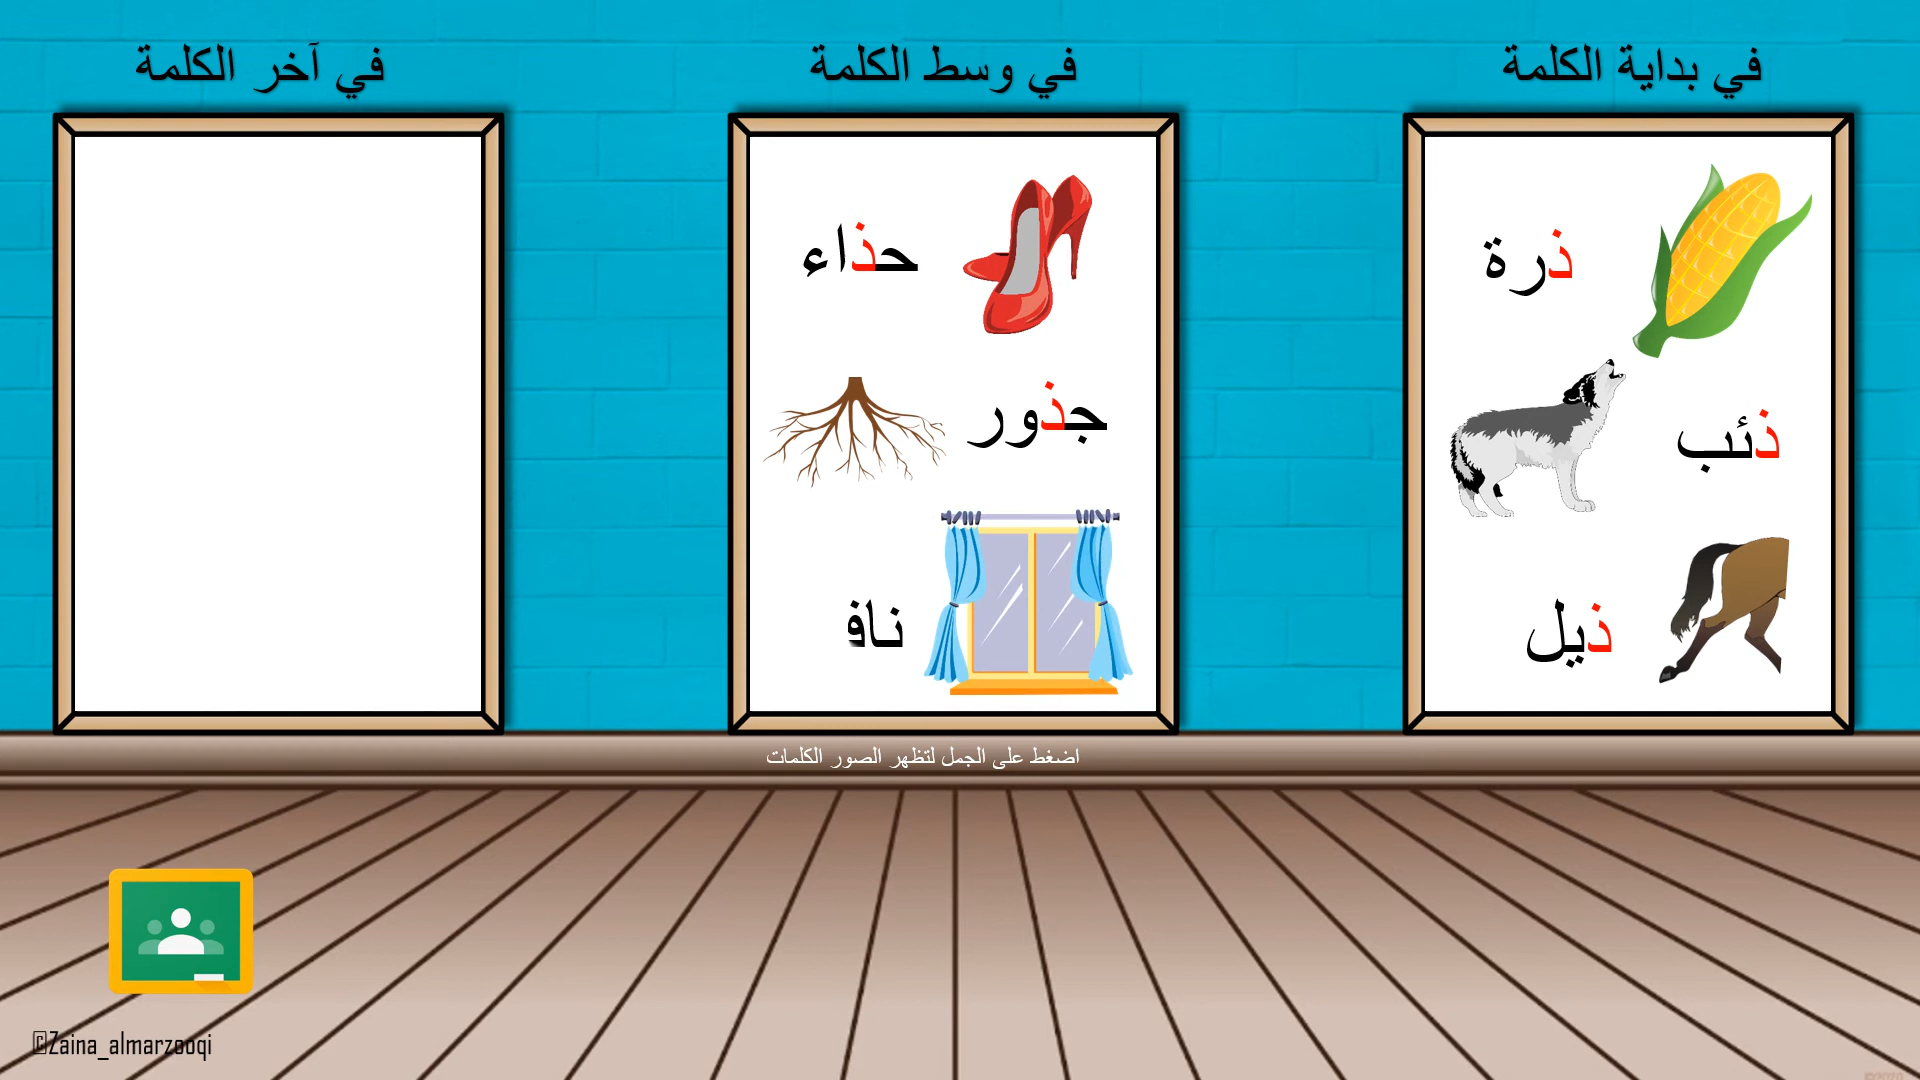 في بداية الكلمة
في وسط الكلمة
في آخر الكلمة
ذرة
ذئب
ذيل
حذاء
جذور
ناف
اضغط على الجمل لتظهر الصور الكلمات
©Zaina_almarzooqi